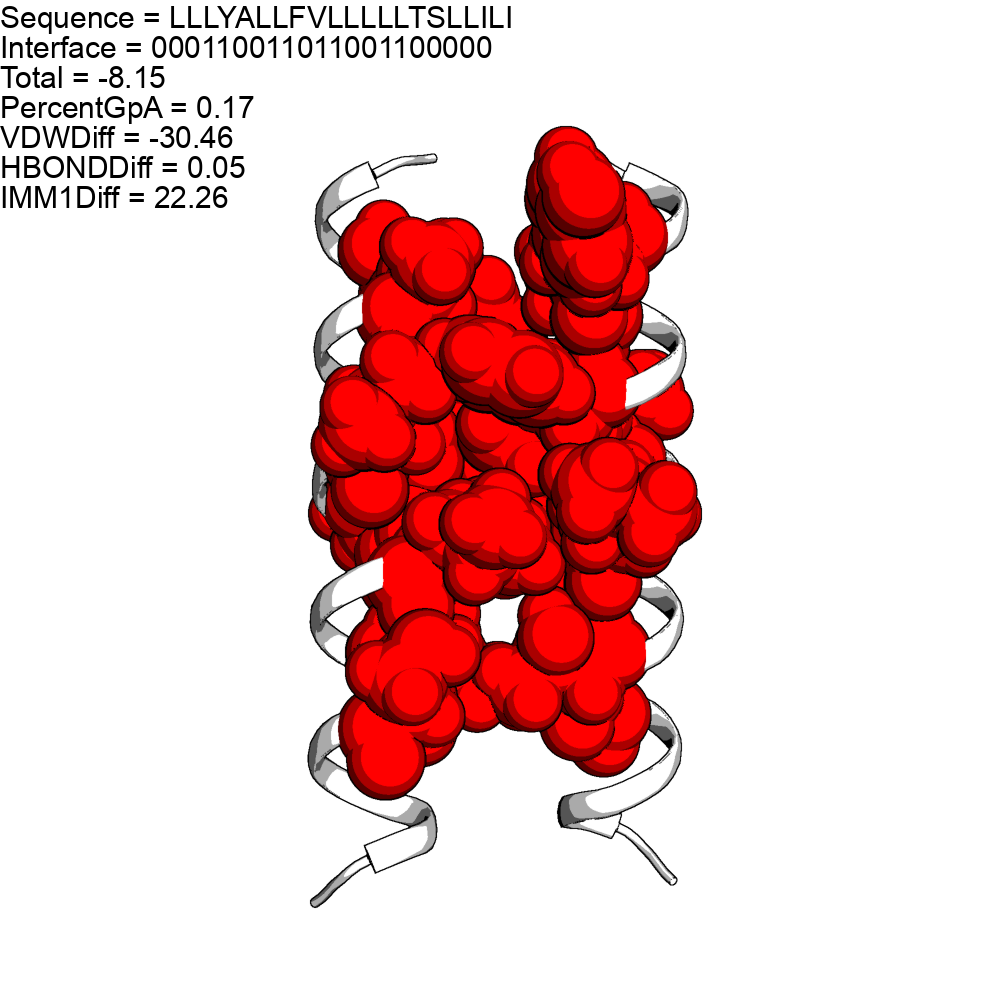 Sequence = LLLYALLFVLLLLLTSLLILI
Interface = 000110011011001100000
Total = -8.15
PercentGpA = 0.17
VDWDiff = -30.46
HBONDDiff = 0.05
IMM1Diff = 22.26